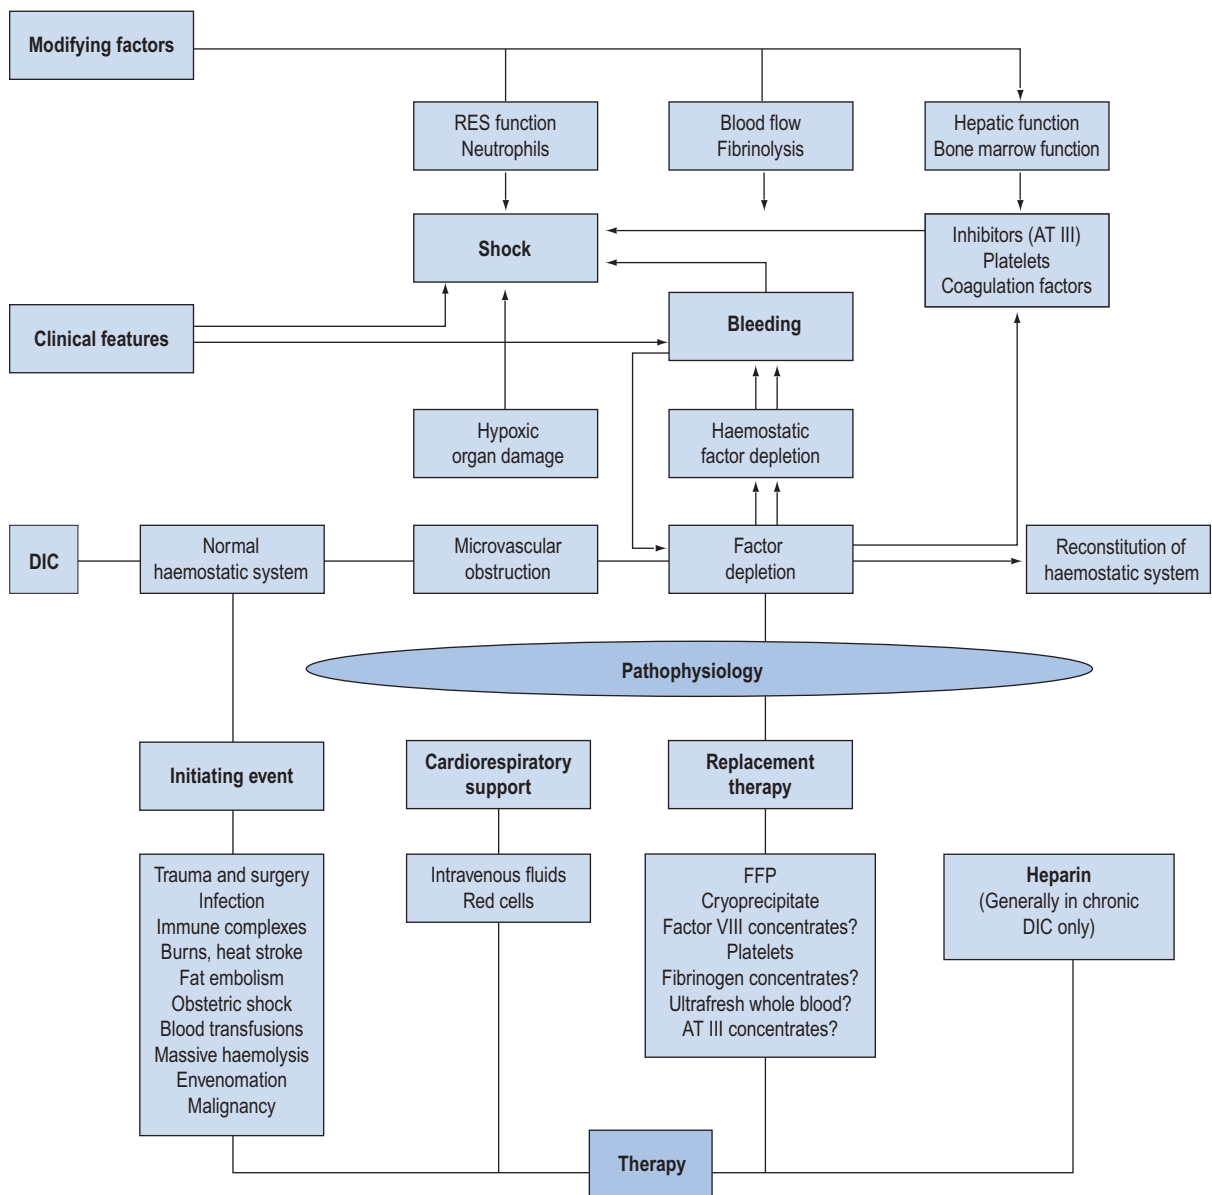 Modifying factors
RES function
Neutrophils
Blood flow
Fibrinolysis
Hepatic function
Bone marrow function
Shock
Inhibitors (AT III)
Platelets
Coagulation factors
Clinical features
Bleeding
Hypoxic
organ damage
Haemostatic
factor depletion
DIC
Normal
haemostatic system
Microvascular
obstruction
Factor
depletion
Reconstitution of
haemostatic system
Pathophysiology
Initiating event
Cardiorespiratory
support
Replacement
therapy
Trauma and surgery
Infection
Immune complexes
Burns, heat stroke
Fat embolism
Obstetric shock
Blood transfusions
Massive haemolysis
Envenomation
Malignancy
Intravenous fluids
Red cells
FFP
Cryoprecipitate
Factor VIII concentrates?
Platelets
Fibrinogen concentrates?
Ultrafresh whole blood?
AT III concentrates?
Heparin
(Generally in chronic
DIC only)
Therapy